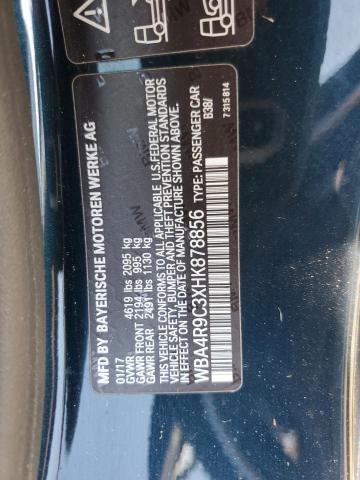 MFD BY BAYERISCHE MOTOREN WERKE AG
01/17
GVWR 4619 lbs 2095 kg
GAWR FRONT 2194 lbs 995 kg
GAWR REAR 2491 lbs 1130 kg
THIS VEHICLE CONFORMS TO ALL APPLICABLE U.S.FEDERAL MOTOR
VEHICLE SAFETY, BUMPER, AND THEFT PREVENTION STANDARDS
IN EFFECT ON THE DATE OF MANUFACTURE SHOWN ABOVE.
WBA4R9C3XHK878856 TYPE: PASSENGER CAR
B38/
7 315 814